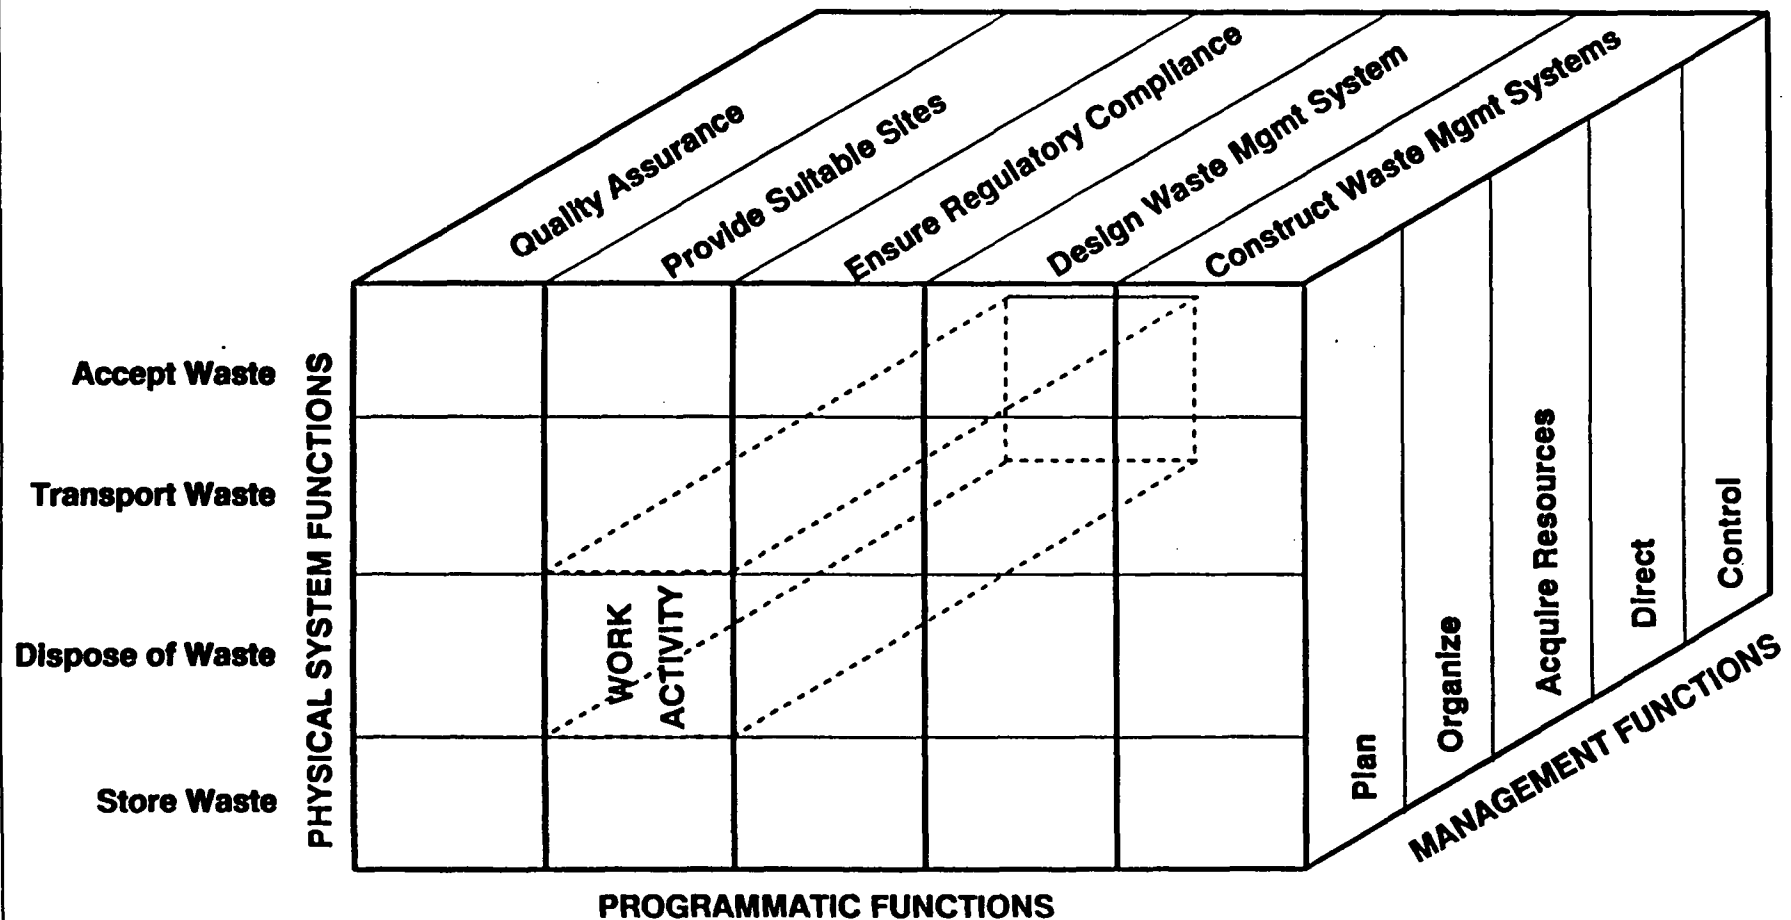 Quality Assurance
Provide Suitable Sites
Ensure Regulatory Compliance
Design Waste Mgmt System
Construct Waste Mgmt Systems
Accept Waste
Transport Waste
Dispose of Waste
Store Waste
PHYSICAL SYSTEM FUNCTIONS
WORK
ACTIVITY
Plan
Organize
Acquire Resources
Direct
Control
MANAGEMENT FUNCTIONS
PROGRAMMATIC FUNCTIONS